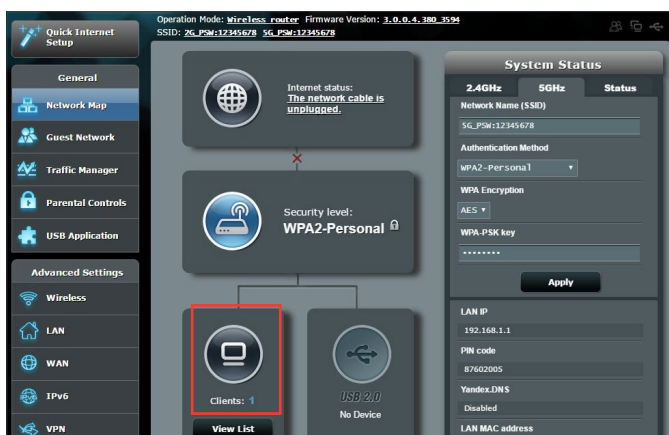 Operation Mode: Wireless router Firmware Version: 3.0.0.4.380_3594
SSID: 2G_PSW:12345678 5G_PSW:12345678
Quick Internet
Setup
General
Network Map
Guest Network
Traffic Manager
Parental Controls
USB Application
Advanced Settings
Wireless
LAN
WAN
IPv6
VPN
Internet status:
The network cable is
unplugged.
Security level:
WPA2-Personal
Clients: 1
View List
USB 2.0
No Device
System Status
2.4GHz 5GHz Status
Network Name (SSID)
5G_PSW:12345678
Authentication
Method
WPA2-Personal
WPA Encryption
AES
WPA-PSK key
········
Apply
LAN IP
192.168.1.1
PIN code
87602005
Yandex.DNS
Disabled
LAN MAC address